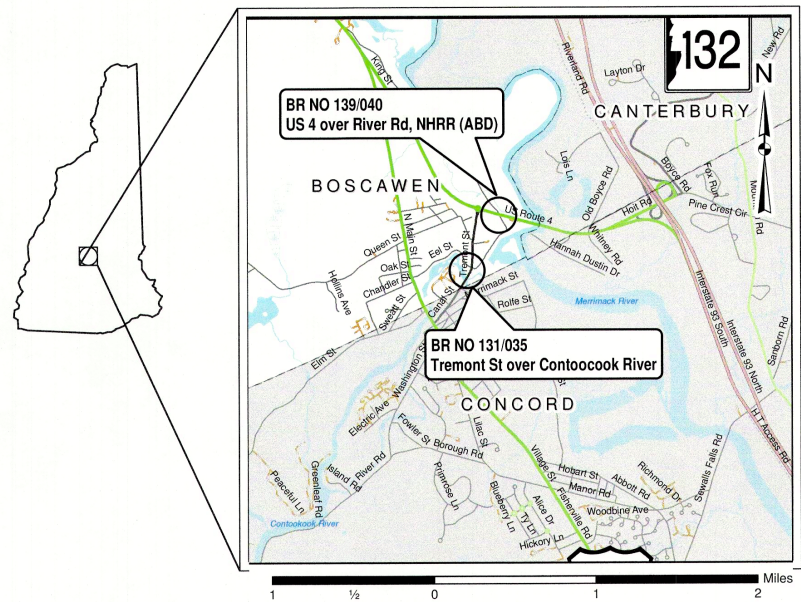 132
N
King St
Riverland Rd
Layton Dr
New Rd
BR NO 139/040
US 4 over River Rd, NHRR (ABD)
CANTERBURY
BOSCAWEN
Lois Ln
Old Boyce Rd
Boyce Rd
Fox Run
Pine Crest Cir
Hoit Rd
US Route 4
Whitney Rd
Hannah Dustin Dr
N Main St
Queen St
Eel St
Tremont St
Oak St
Chandler
Hollins Ave
Sweatt St
Canal St
Rolfe St
Merrimack River
Interstate 93 South
Interstate 93 North
Sanborn Rd
Elm St
BR NO 131/035
Tremont St over Contoocook River
Washington St
CONCORD
Electric Ave
Lilac St
Fowler St
Borough Rd
H T Access Rd
Village St
Sewalls Falls Rd
Peaceful Ln
Greenleaf Rd
Island Rd
River Rd
Primrose Ln
Hobart St
Manor Rd
Abbott Rd
Richmond Dr
Blueberry Ln
Alice Dr
Ty Ln
Fisherville Rd
Woodbine Ave
Hickory Ln
Contookook River
Miles
1 ½ 0 1 2